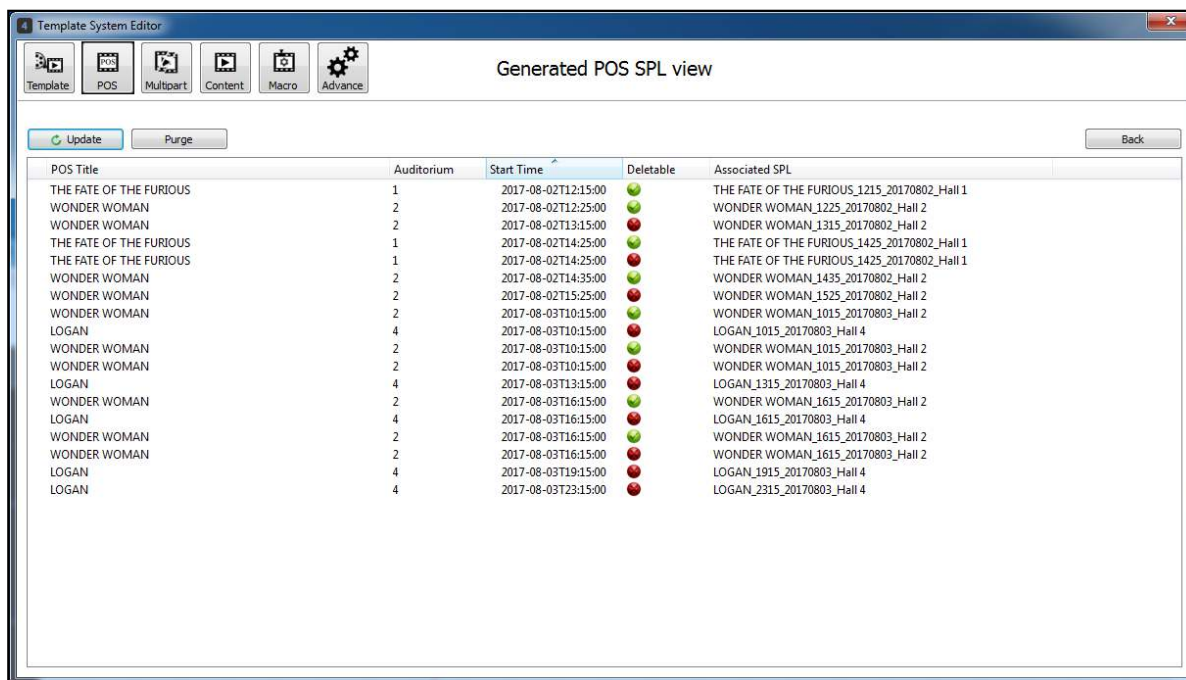 4 Template System Editor
x
Template POS Multipart Content Macro Advance
POS
Generated POS SPL view
Update Purge Back
POS Title Auditorium Start Time Deletable Associated SPL
THE FATE OF THE FURIOUS 1 2017-08-02T12:15:00 THE FATE OF THE FURIOUS_1215_20170802_Hall 1
WONDER WOMAN 2 2017-08-02T12:25:00 WONDER WOMAN_1225_20170802_Hall 2
WONDER WOMAN 2 2017-08-02T13:15:00 WONDER WOMAN_1315_20170802_Hall 2
THE FATE OF THE FURIOUS 1 2017-08-02T14:25:00 THE FATE OF THE FURIOUS_1425_20170802_Hall 1
THE FATE OF THE FURIOUS 1 2017-08-02T14:25:00 THE FATE OF THE FURIOUS_1425_20170802_Hall 1
WONDER WOMAN 2 2017-08-02T14:35:00 WONDER WOMAN_1435_20170802_Hall 2
WONDER WOMAN 2 2017-08-02T15:25:00 WONDER WOMAN_1525_20170802_Hall 2
WONDER WOMAN 2 2017-08-03T10:15:00 WONDER WOMAN_1015_20170803_Hall 2
LOGAN 4 2017-08-03T10:15:00 LOGAN_1015_20170803_Hall 4
WONDER WOMAN 2 2017-08-03T10:15:00 WONDER WOMAN_1015_20170803_Hall 2
WONDER WOMAN 2 2017-08-03T10:15:00 WONDER WOMAN_1015_20170803_Hall 2
LOGAN 4 2017-08-03T13:15:00 LOGAN_1315_20170803_Hall 4
WONDER WOMAN 2 2017-08-03T16:15:00 WONDER WOMAN_1615_20170803_Hall 2
LOGAN 4 2017-08-03T16:15:00 LOGAN_1615_20170803_Hall 4
WONDER WOMAN 2 2017-08-03T16:15:00 WONDER WOMAN_1615_20170803_Hall 2
WONDER WOMAN 2 2017-08-03T16:15:00 WONDER WOMAN_1615_20170803_Hall 2
LOGAN 4 2017-08-03T19:15:00 LOGAN_1915_20170803_Hall 4
LOGAN 4 2017-08-03T23:15:00 LOGAN_2315_20170803_Hall 4